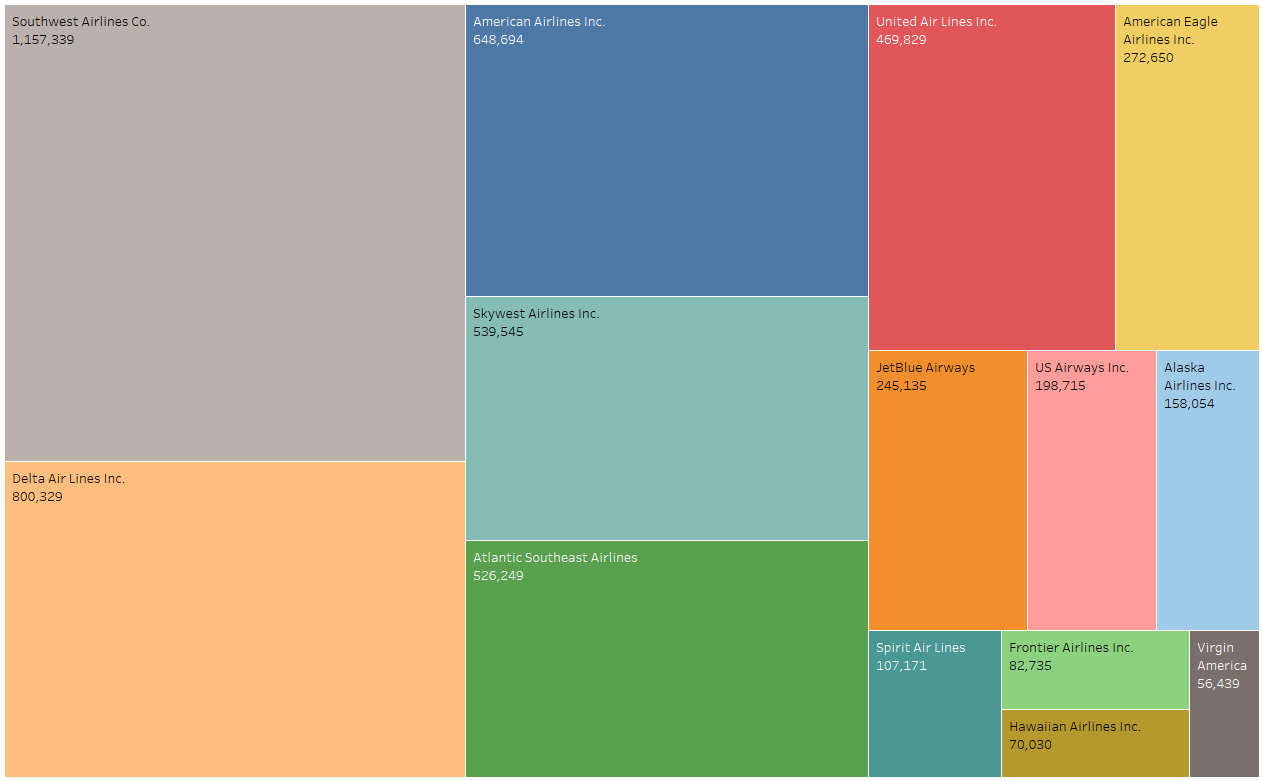 Southwest Airlines Co.
1,157,339
Delta Air Lines Inc.
800,329
American Airlines Inc.
648,694
Skywest Airlines Inc.
539,545
Atlantic Southeast Airlines
526,249
United Air Lines Inc.
469,829
American Eagle
Airlines Inc.
272,650
JetBlue Airways
245,135
US Airways Inc.
198,715
Alaska
Airlines Inc.
158,054
Spirit Air Lines
107,171
Frontier Airlines Inc.
82,735
Hawaiian Airlines Inc.
70,030
Virgin
America
56,439